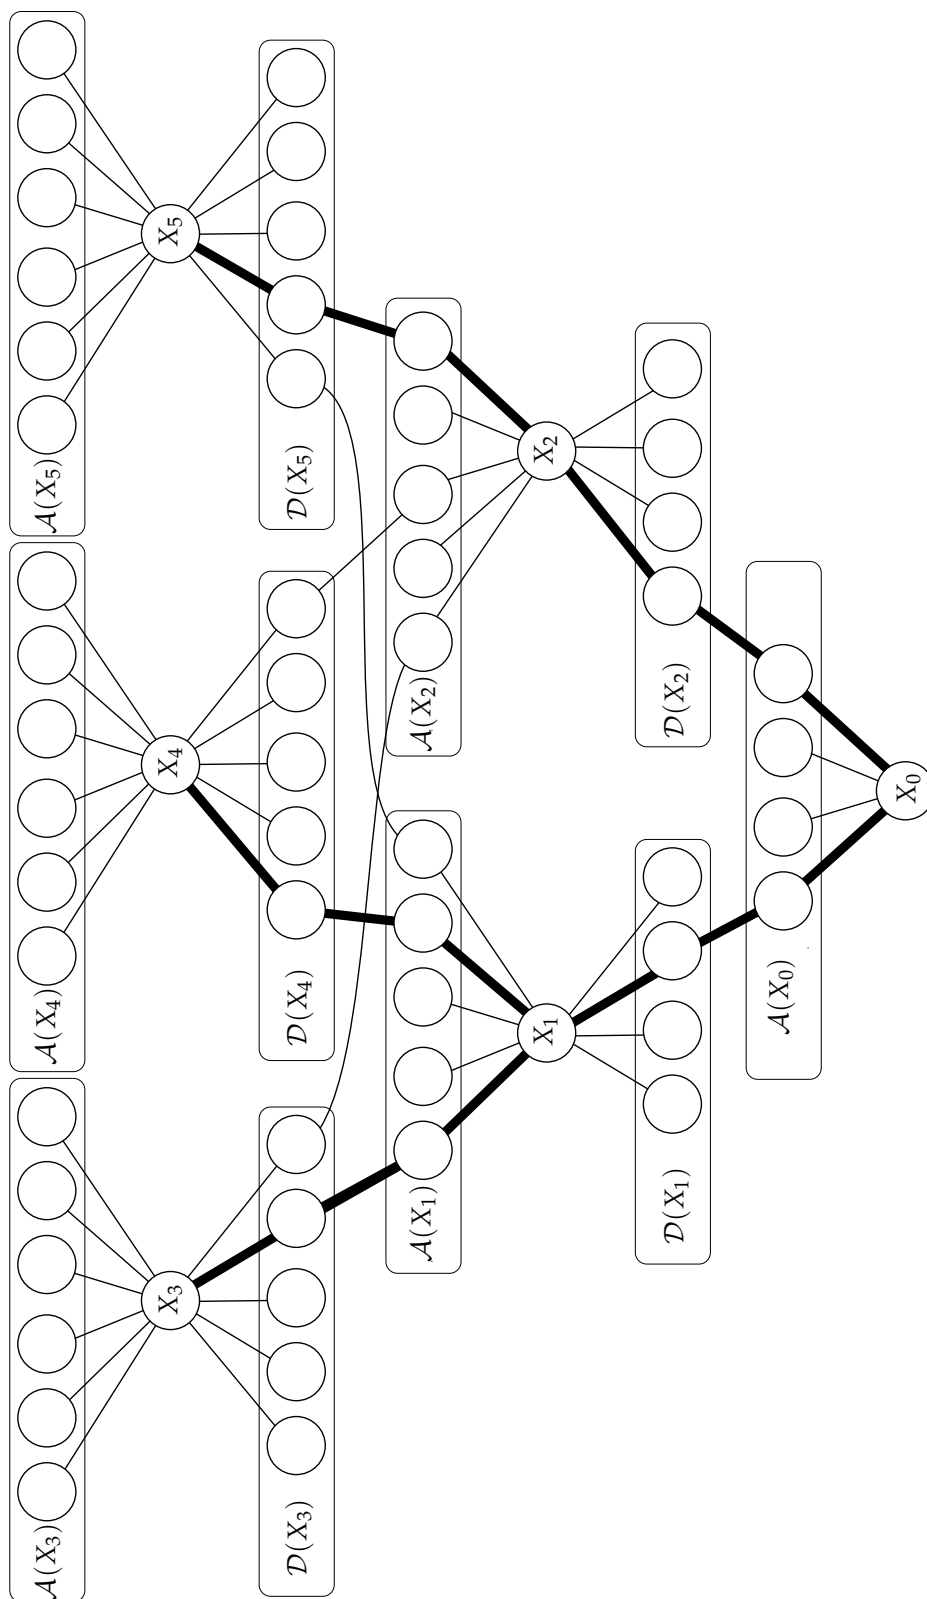 𝒜(X₃) 𝒜(X₄) 𝒜(X₅)
X₃ X₄ X₅
𝒟(X₃) 𝒟(X₄) 𝒟(X₅)
𝒜(X₁) 𝒜(X₂)
X₁ X₂
𝒟(X₁) 𝒟(X₂)
𝒜(X₀)
X₀